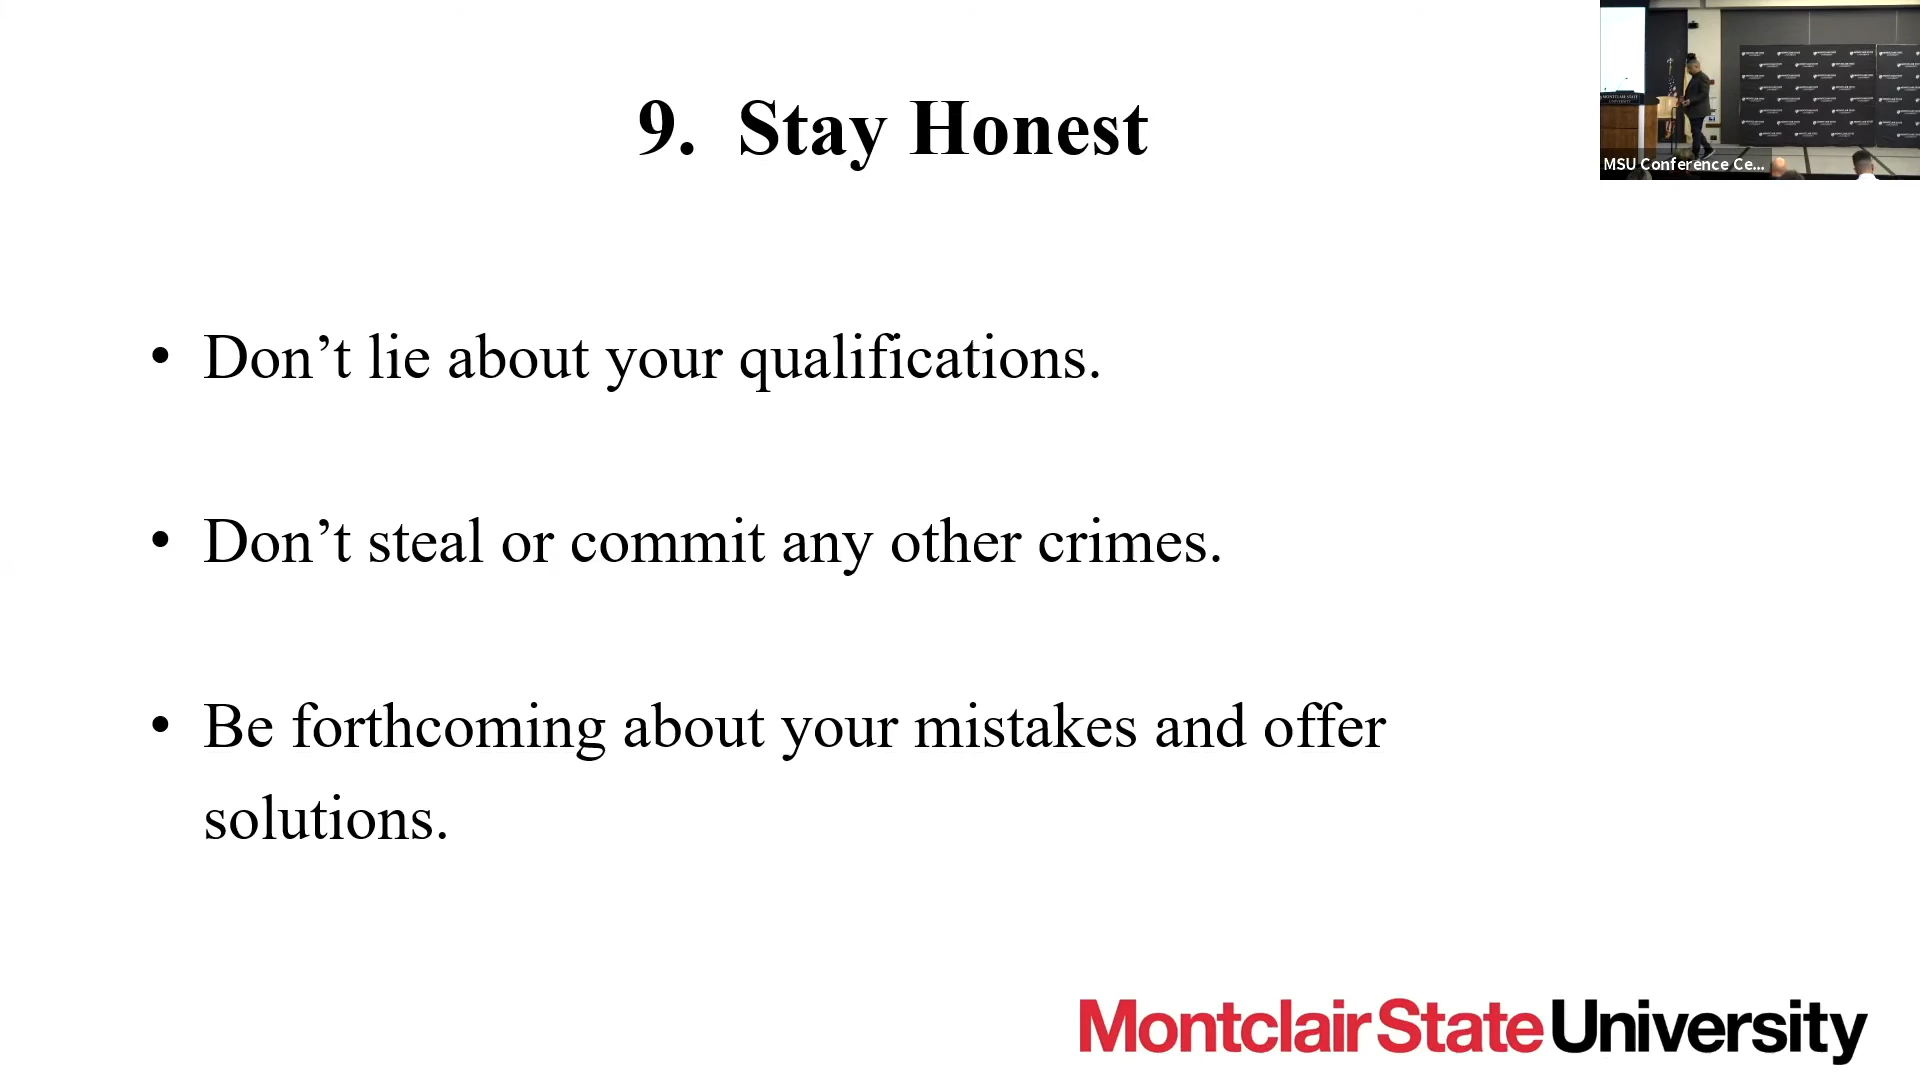 9. Stay Honest
MSU Conference Ce...
• Don’t lie about your qualifications.
• Don’t steal or commit any other crimes.
• Be forthcoming about your mistakes and offer
solutions.
Montclair State University